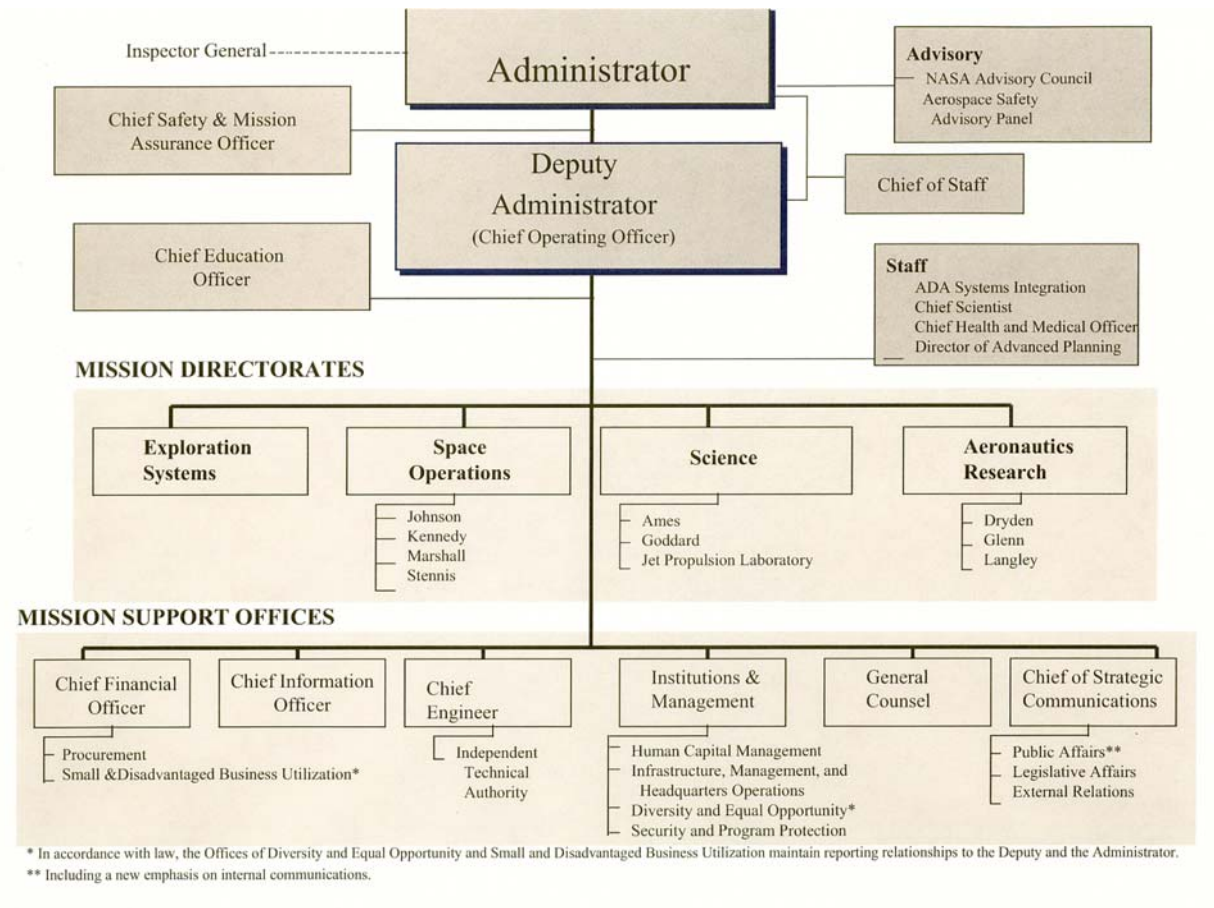 Inspector General
Administrator
Advisory
NASA Advisory Council
Aerospace Safety
Advisory Panel
Chief Safety & Mission
Assurance Officer
Deputy
Administrator
(Chief Operating Officer)
Chief of Staff
Chief Education
Officer
Staff
ADA Systems Integration
Chief Scientist
Chief Health and Medical Officer
Director of Advanced Planning
MISSION DIRECTORATES
Exploration
Systems
Space
Operations
Johnson
Kennedy
Marshall
Stennis
Science
Ames
Goddard
Jet Propulsion Laboratory
Aeronautics
Research
Dryden
Glenn
Langley
MISSION SUPPORT OFFICES
Chief Financial
Officer
Procurement
Small &Disadvantaged Business Utilization*
Chief Information
Officer
Chief
Engineer
Independent
Technical
Authority
Institutions &
Management
Human Capital Management
Infrastructure, Management, and
Headquarters Operations
Diversity and Equal Opportunity*
Security and Program Protection
General
Counsel
Chief of Strategic
Communications
Public Affairs**
Legislative Affairs
External Relations
* In accordance with law, the Offices of Diversity and Equal Opportunity and Small and Disadvantaged Business Utilization maintain reporting relationships to the Deputy and the Administrator.
** Including a new emphasis on internal communications.